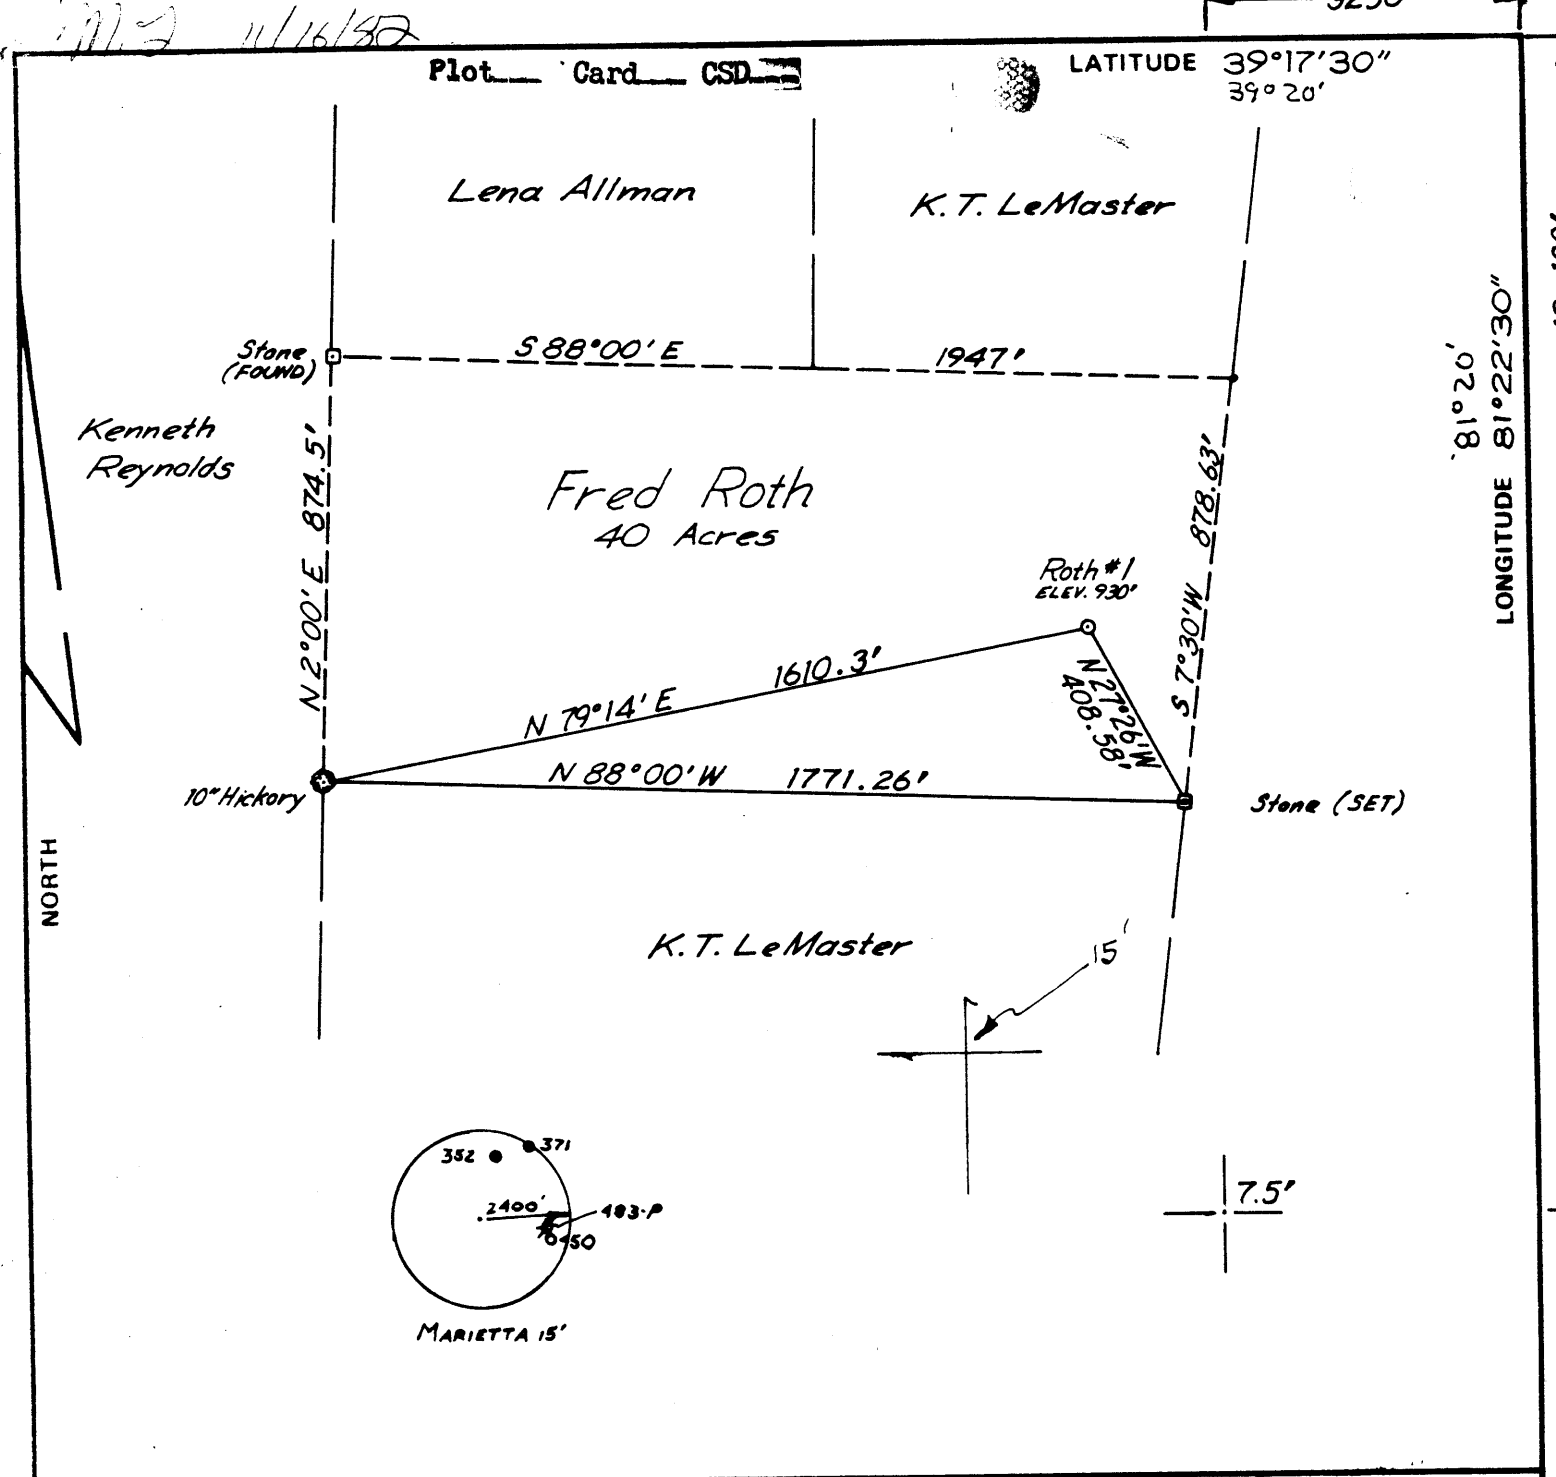 11/16/82
Plot Card CSD
LATITUDE 39°17'30"
39°20'
Lena Allman
K.T. LeMaster
Stone
(FOUND)
S 88°00' E 1947'
81°20'
LONGITUDE 81°22'30"
Kenneth
Reynolds
N 2°00' E 874.5'
Fred Roth
40 Acres
S 7°30' W 878.63'
Roth #1
ELEV. 930'
N 79°14' E 1610.3'
N 27°26' W
408.58'
N 88°00' W 1771.26'
10" Hickory
Stone (SET)
NORTH
K.T. LeMaster
15'
352
371
2400'
483-P
450
7.5'
MARIETTA 15'